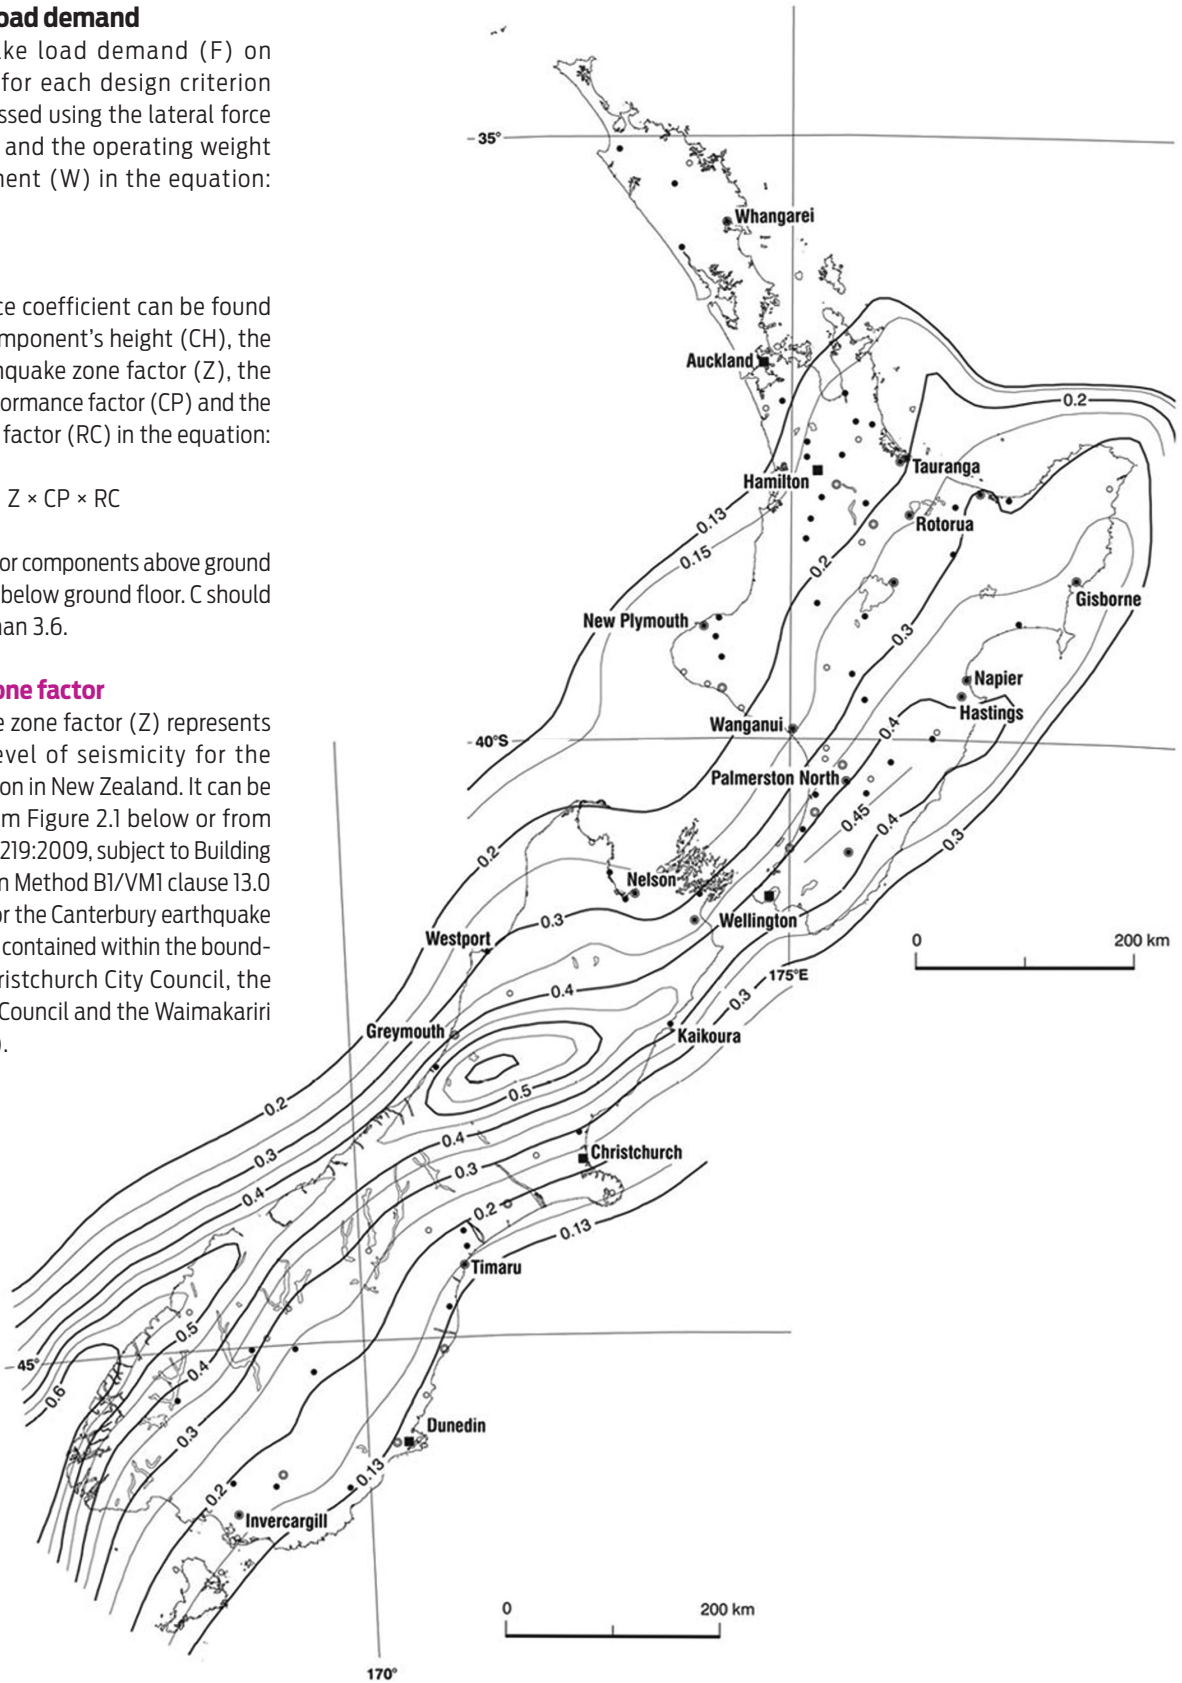 oad demand
ke load demand (F) on
for each design criterion
ssed using the lateral force
and the operating weight
nent (W) in the equation:
ce coefficient can be found
mponent's height (CH), the
hquake zone factor (Z), the
formance factor (CP) and the
factor (RC) in the equation:
Z × CP × RC
or components above ground
below ground floor. C should
han 3.6.
one factor
e zone factor (Z) represents
evel of seismicity for the
on in New Zealand. It can be
m Figure 2.1 below or from
219:2009, subject to Building
n Method B1/VM1 clause 13.0
or the Canterbury earthquake
contained within the bound-
hristchurch City Council, the
Council and the Waimakariri
).
35°
Whangarei
Auckland
0.2
Tauranga
Hamilton
0.13
Rotorua
0.15
0.2
Gisborne
New Plymouth
0.3
Napier
Hastings
Wanganui
0.4
40°S
Palmerston North
0.45
0.4
0.3
0.2
Nelson
Wellington
0.3
Westport
0 200 km
175°E
0.4
0.3
Greymouth
Kaikoura
0.5
0.2
0.4
Christchurch
0.3
0.3
0.4
0.2
0.13
Timaru
0.5
45°
0.4
0.6
Dunedin
0.3
0.13
0.2
Invercargill
0 200 km
170°